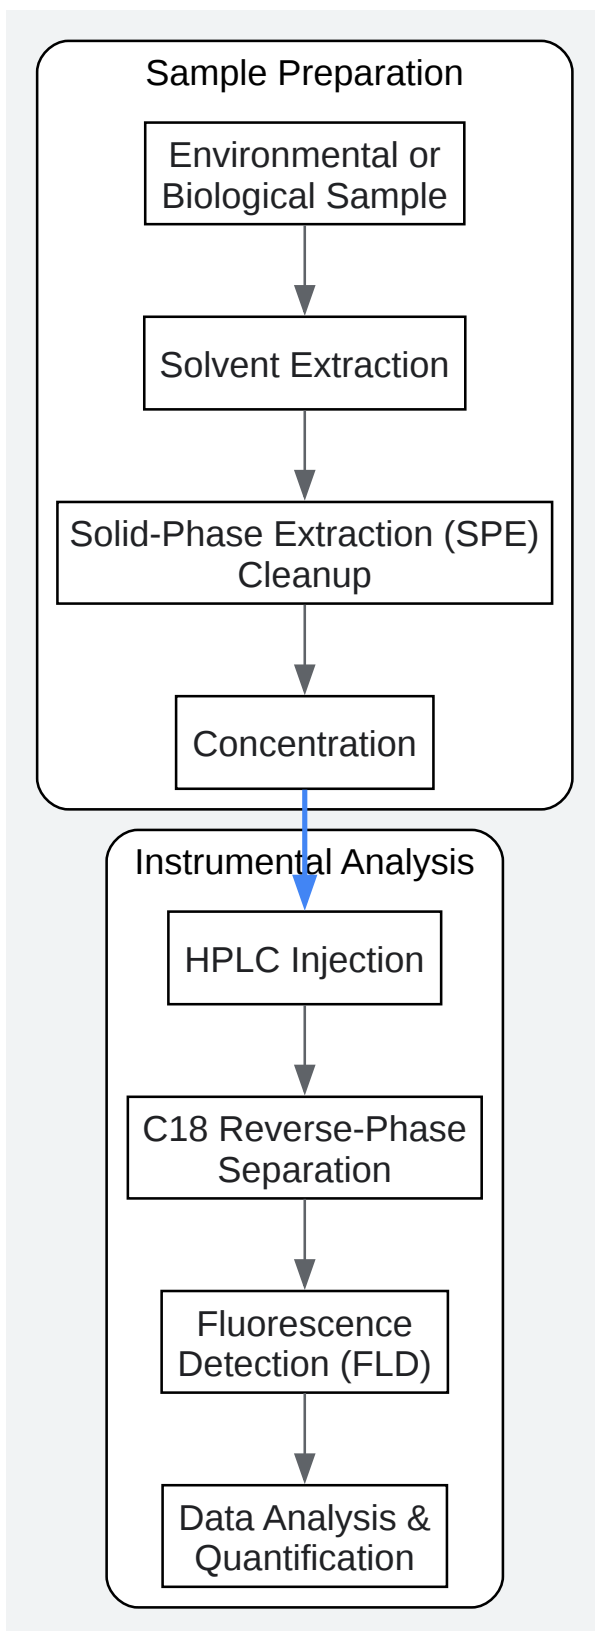 Sample Preparation
Environmental or
Biological Sample
Solvent Extraction
Solid-Phase Extraction (SPE)
Cleanup
Concentration
Instrumental Analysis
HPLC Injection
C18 Reverse-Phase
Separation
Fluorescence
Detection (FLD)
Data Analysis &
Quantification